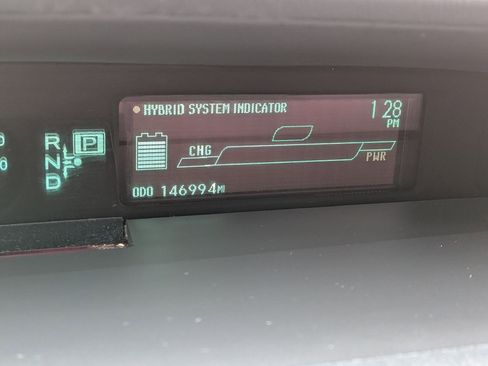 HYBRID SYSTEM INDICATOR
1 28
PM
R
P
N
D
CHG
PWR
ODO 146994MI